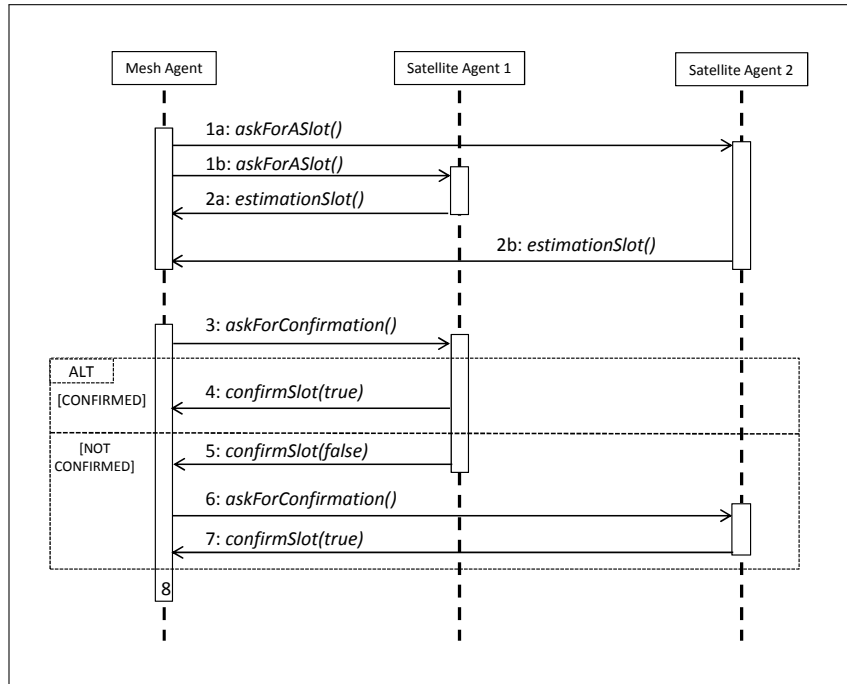 Mesh Agent
Satellite Agent 1
Satellite Agent 2
1a: askForASlot()
1b: askForASlot()
2a: estimationSlot()
2b: estimationSlot()
3: askForConfirmation()
ALT
[CONFIRMED]
4: confirmSlot(true)
[NOT
CONFIRMED]
5: confirmSlot(false)
6: askForConfirmation()
7: confirmSlot(true)
8